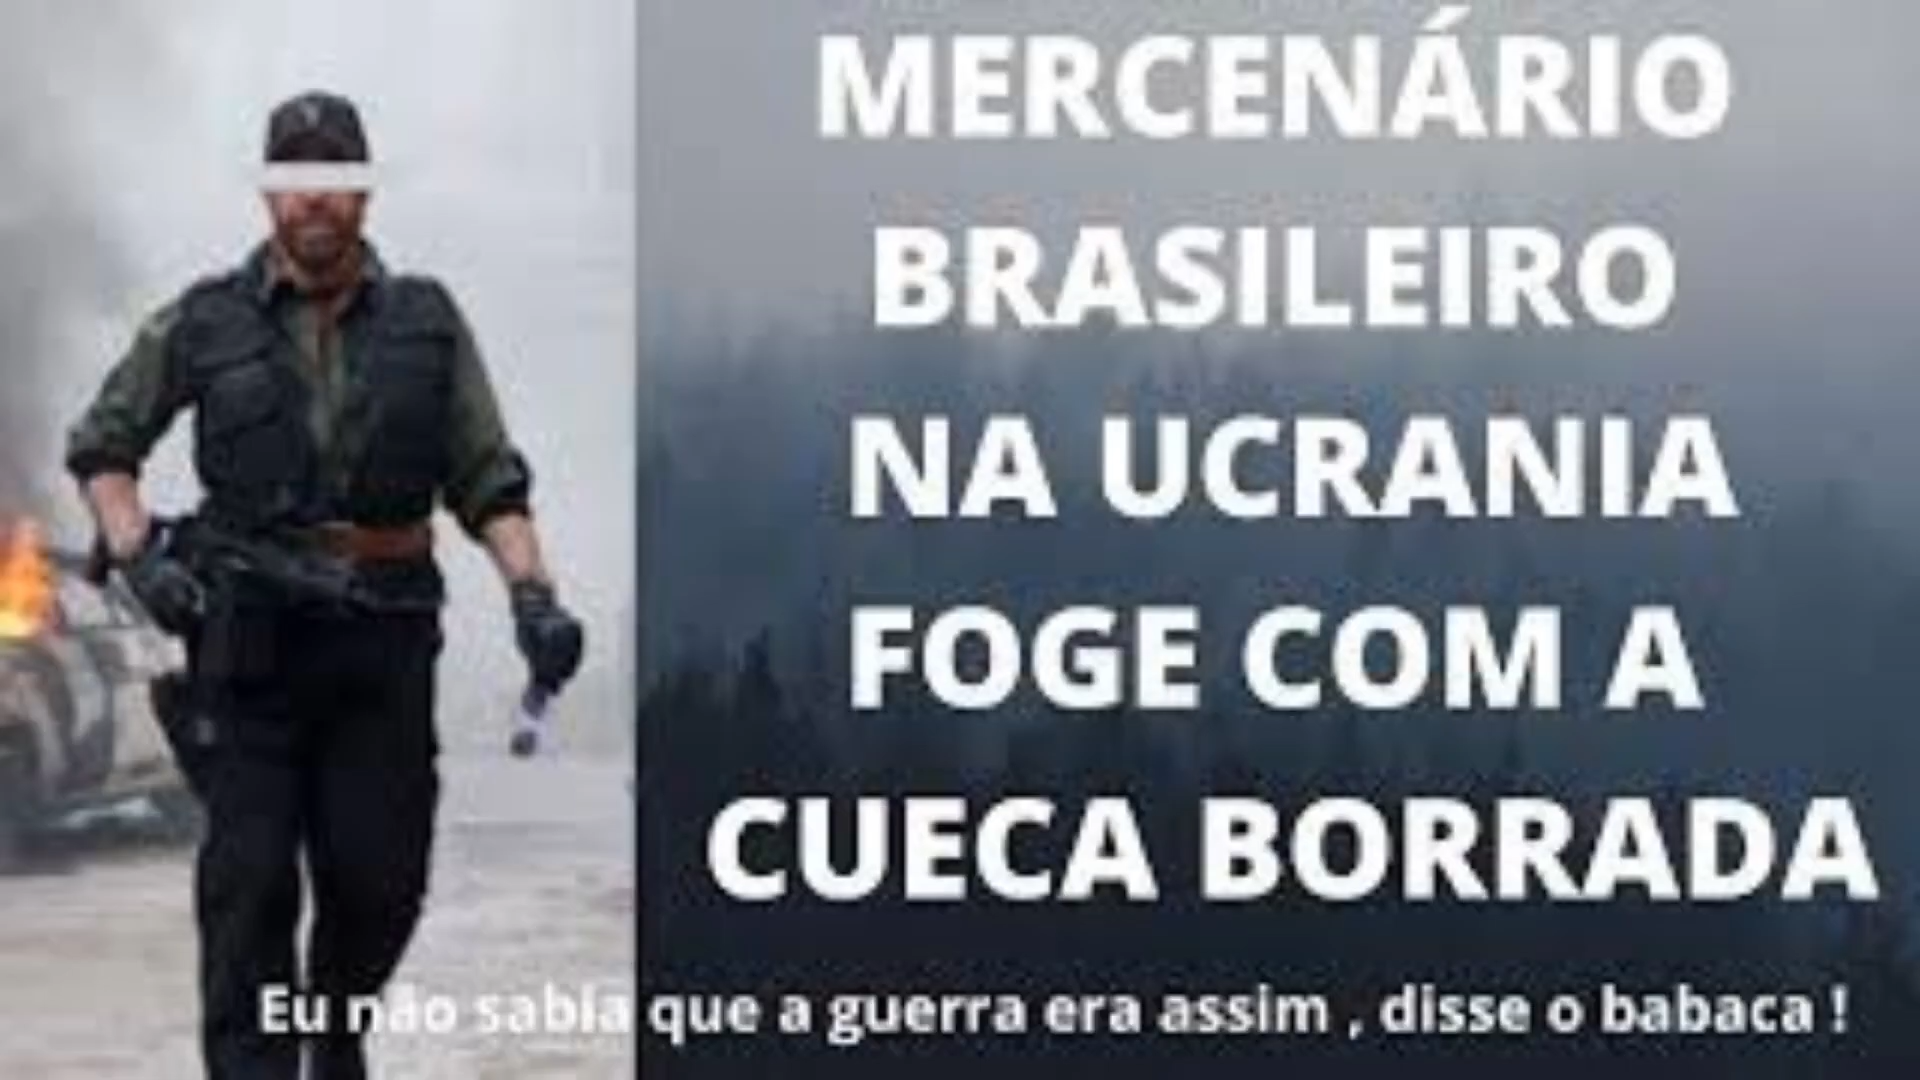 MERCENÁRIO
BRASILEIRO
NA UCRANIA
FOGE COM A
CUECA BORRADA
Eu não sabia que a guerra era assim , disse o babaca !